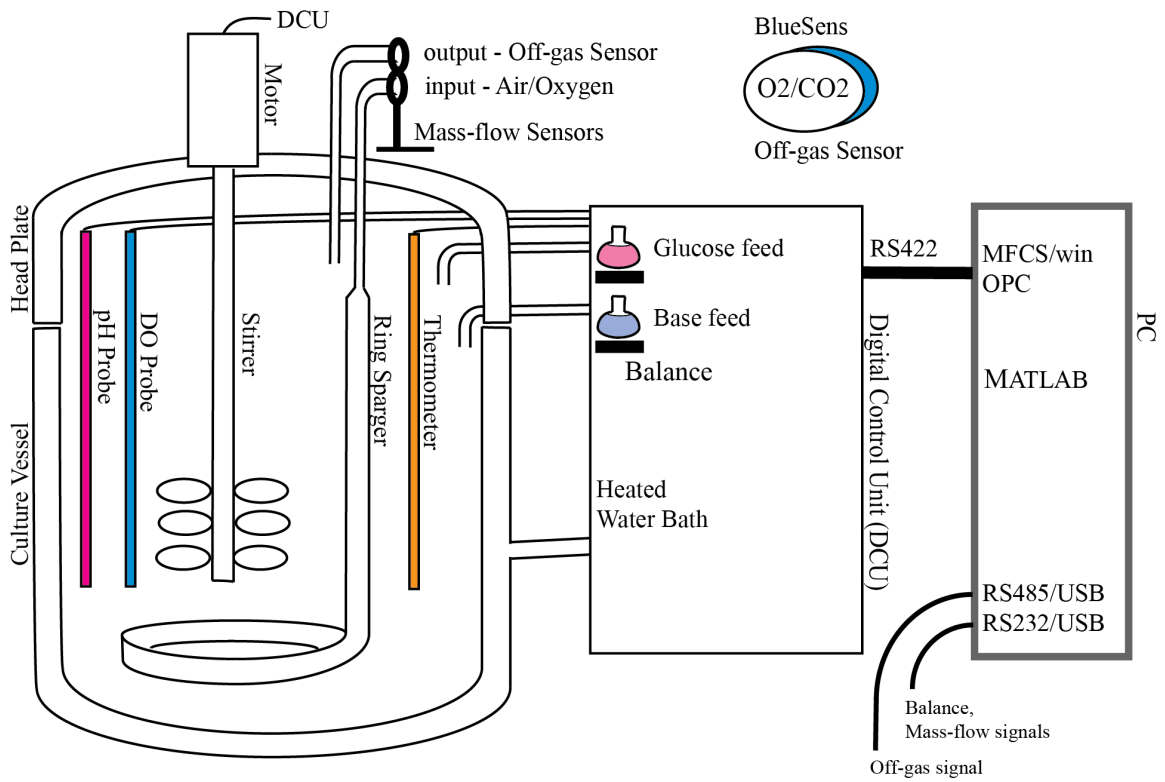 DCU
Motor
output - Off-gas Sensor
input - Air/Oxygen
Mass-flow Sensors
BlueSens
O2/CO2
Off-gas Sensor
Head Plate
Culture Vessel
pH Probe
DO Probe
Stirrer
Ring Sparger
Thermometer
Glucose feed
Base feed
Balance
Heated
Water Bath
Digital Control Unit (DCU)
RS422
MFCS/win
OPC
MATLAB
PC
RS485/USB
RS232/USB
Balance,
Mass-flow signals
Off-gas signal